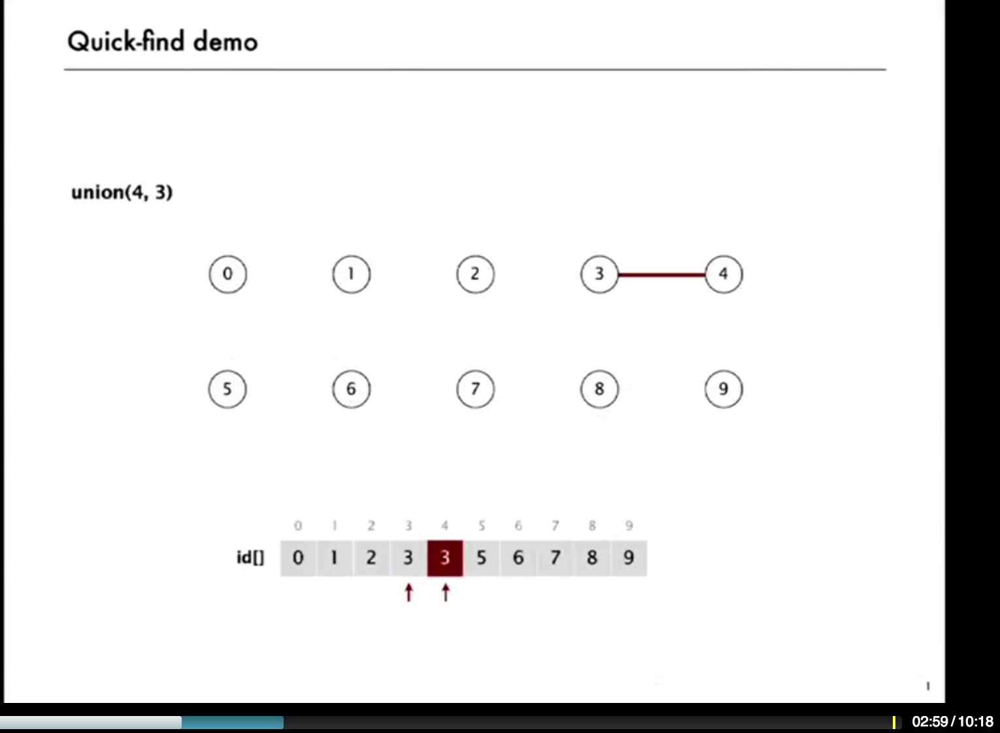 Quick-find demo
union(4, 3)
0 1 2 3 4
5 6 7 8 9
0 1 2 3 4 5 6 7 8 9
id[] 0 1 2 3 3 5 6 7 8 9
1
02:59 / 10:18